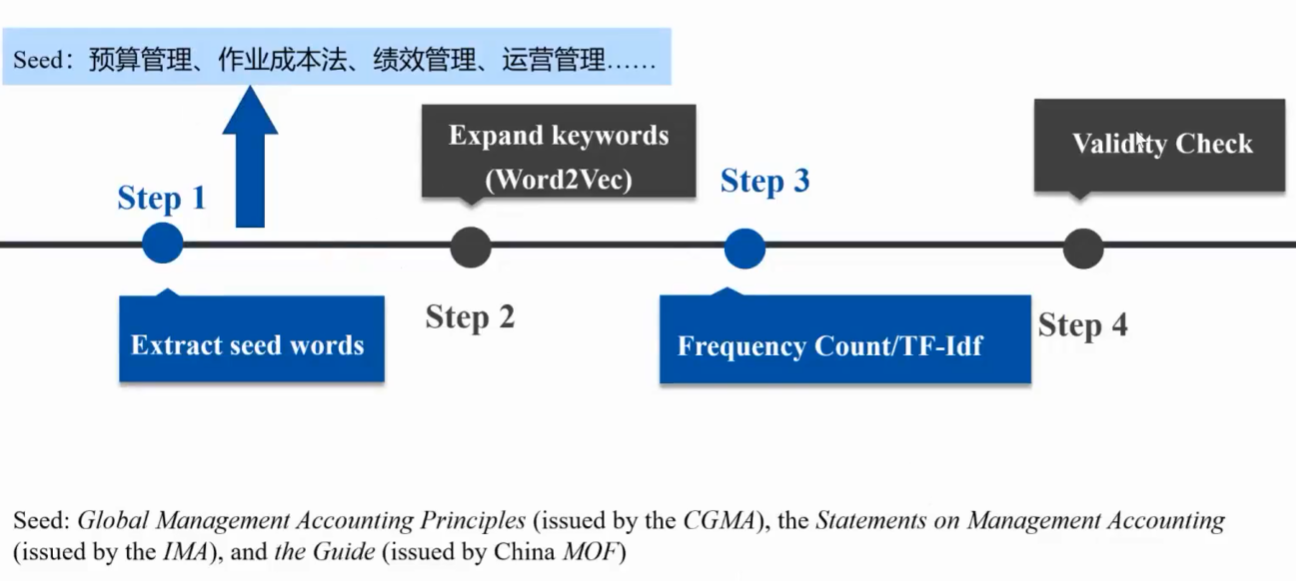 Seed：预算管理、作业成本法、绩效管理、运营管理……
Expand keywords
(Word2Vec)
Validity Check
Step 1
Step 3
Step 2
Step 4
Extract seed words
Frequency Count/TF-Idf
Seed: Global Management Accounting Principles (issued by the CGMA), the Statements on Management Accounting
(issued by the IMA), and the Guide (issued by China MOF)